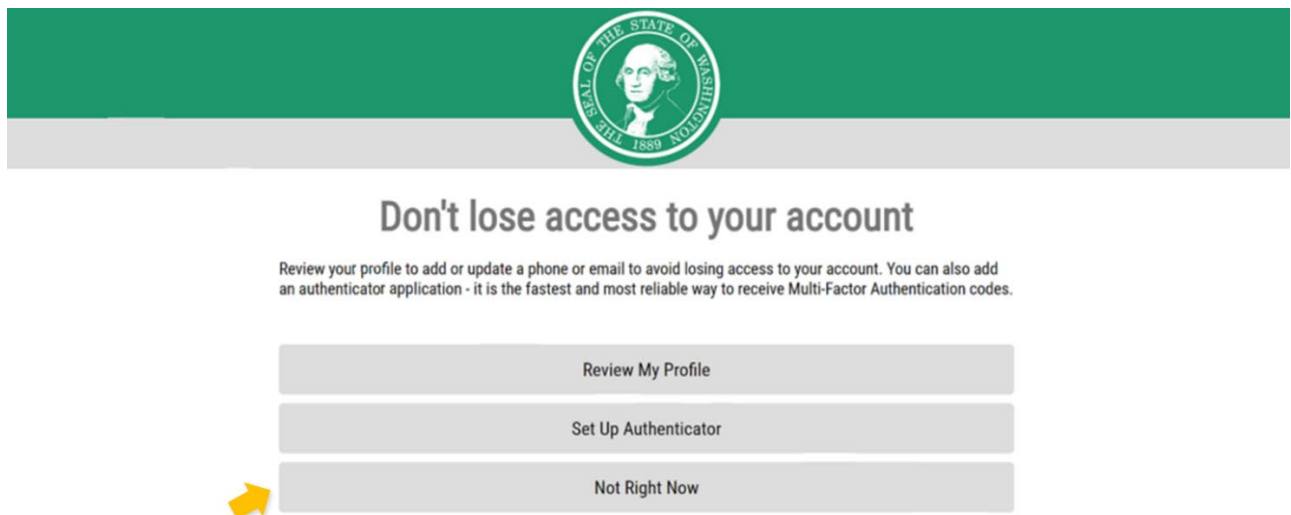 THE SEAL OF THE STATE OF WASHINGTON
1889
Don't lose access to your account
Review your profile to add or update a phone or email to avoid losing access to your account. You can also add
an authenticator application - it is the fastest and most reliable way to receive Multi-Factor Authentication codes.
Review My Profile
Set Up Authenticator
Not Right Now